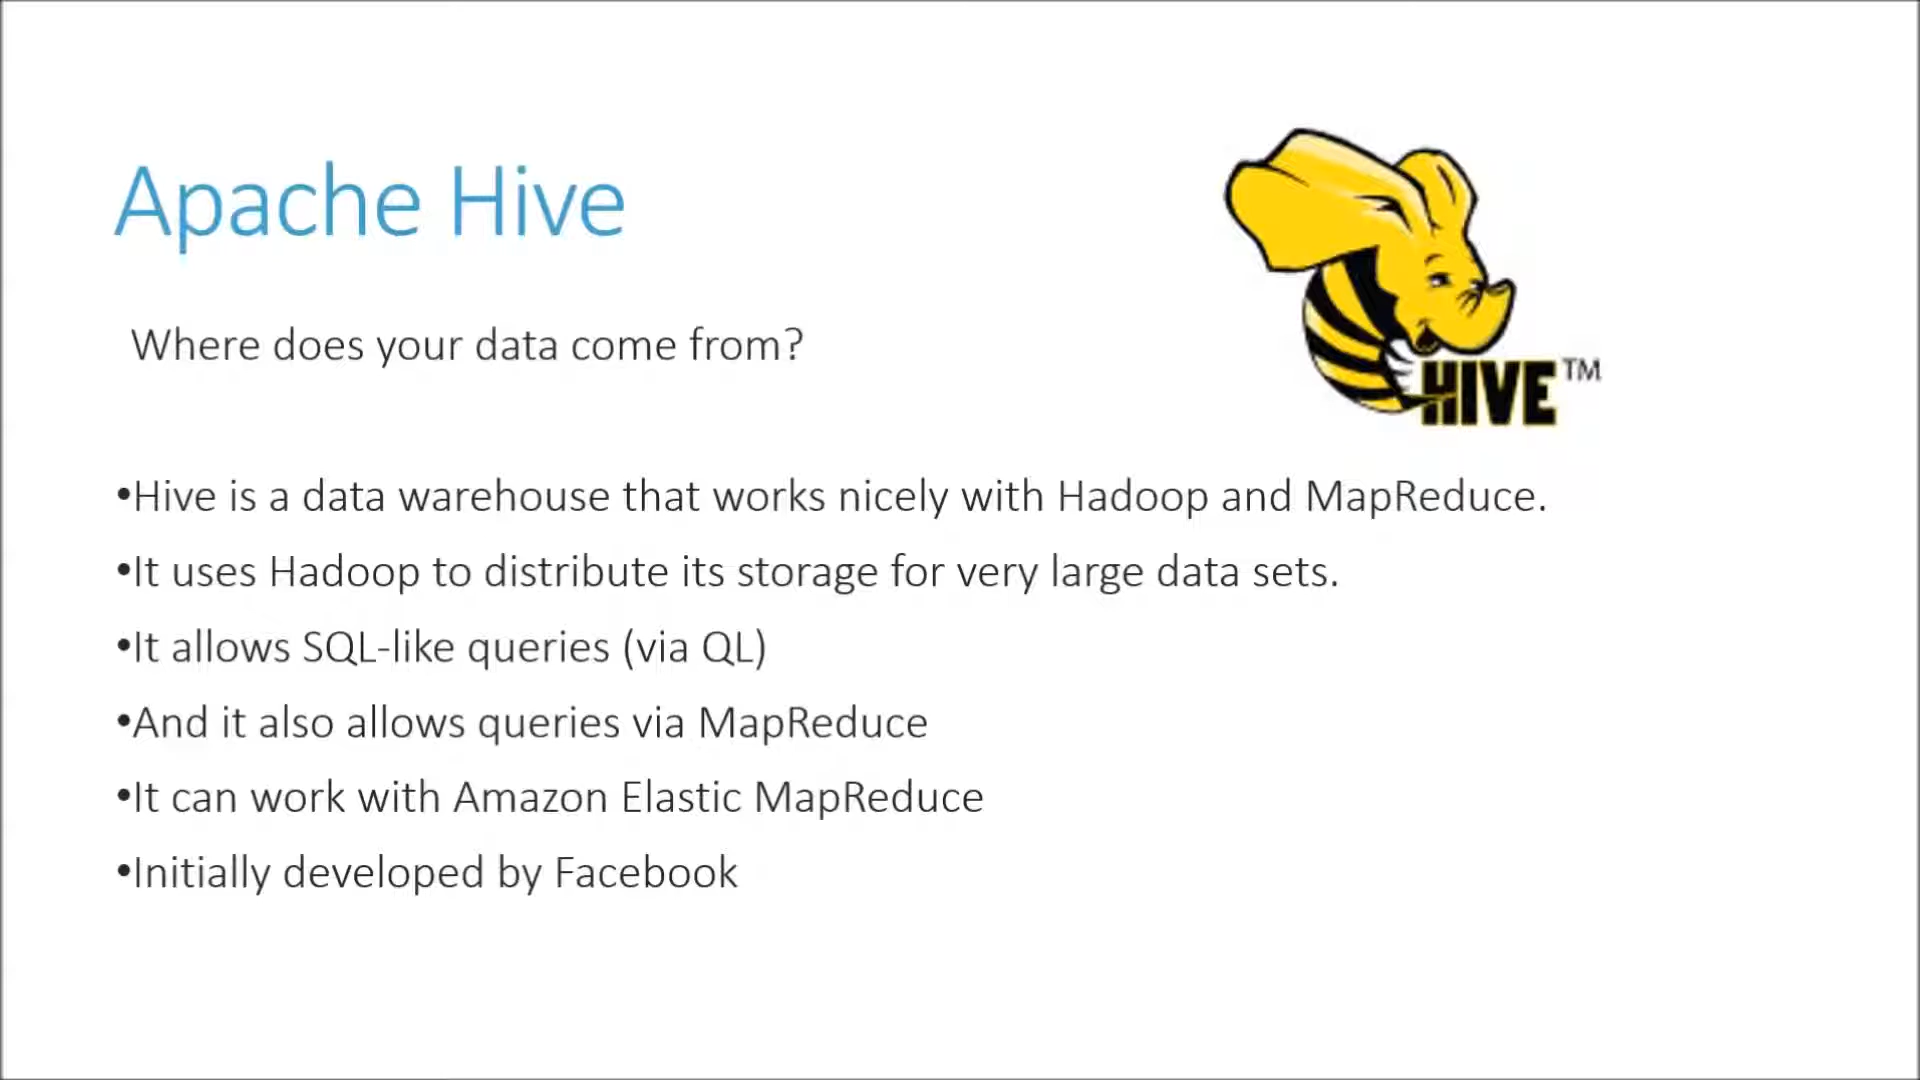 Apache Hive
HIVE™
Where does your data come from?
•Hive is a data warehouse that works nicely with Hadoop and MapReduce.
•It uses Hadoop to distribute its storage for very large data sets.
•It allows SQL-like queries (via QL)
•And it also allows queries via MapReduce
•It can work with Amazon Elastic MapReduce
•Initially developed by Facebook